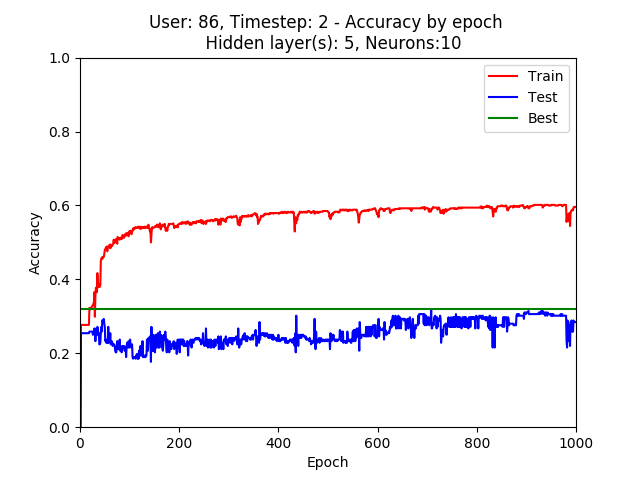 User: 86, Timestep: 2 - Accuracy by epoch
Hidden layer(s): 5, Neurons:10
Train
Test
Best
1.0
0.8
0.6
0.4
0.2
0.0
Accuracy
0
200
400
600
800
1000
Epoch